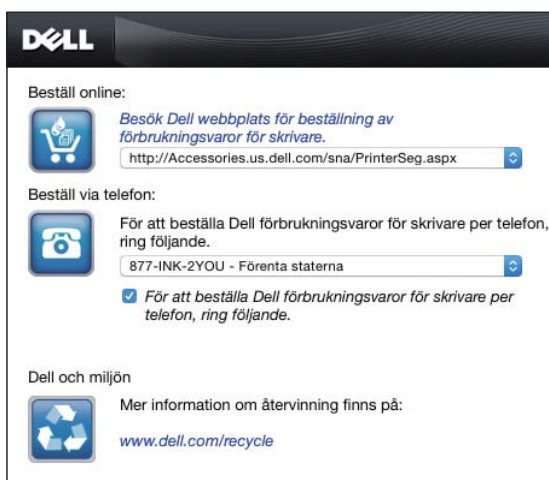 DELL
Beställ online:
Besök Dell webbplats för beställning av
förbrukningsvaror för skrivare.
http://Accessories.us.dell.com/sna/PrinterSeg.aspx
Beställ via telefon:
För att beställa Dell förbrukningsvaror för skrivare per telefon,
ring följande.
877-INK-2YOU - Förenta staterna
För att beställa Dell förbrukningsvaror för skrivare per
telefon, ring följande.
Dell och miljön
Mer information om återvinning finns på:
www.dell.com/recycle